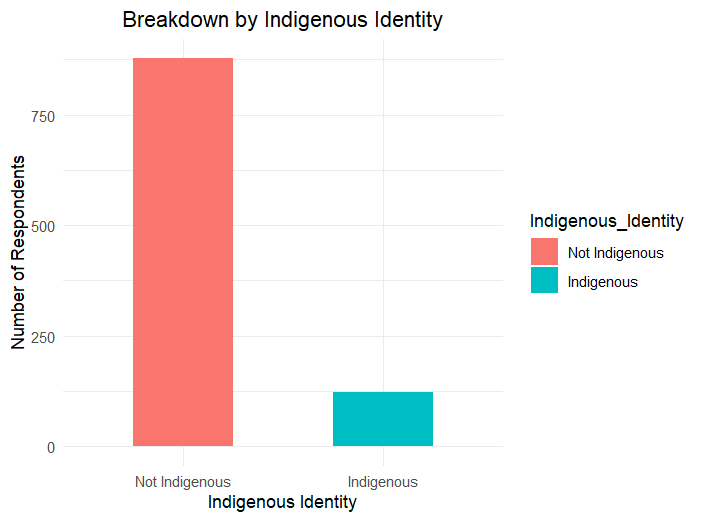 Breakdown by Indigenous Identity
Number of Respondents
750
500
250
0
Not Indigenous
Indigenous
Indigenous Identity
Indigenous_Identity
Not Indigenous
Indigenous